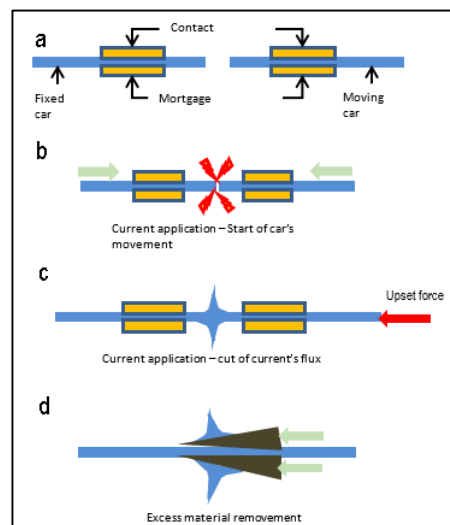 a
Contact
Fixed
car
Mortgage
Moving
car
b
Current application – Start of car's
movement
c
Upset force
Current application – cut of current's flux
d
Excess material removement